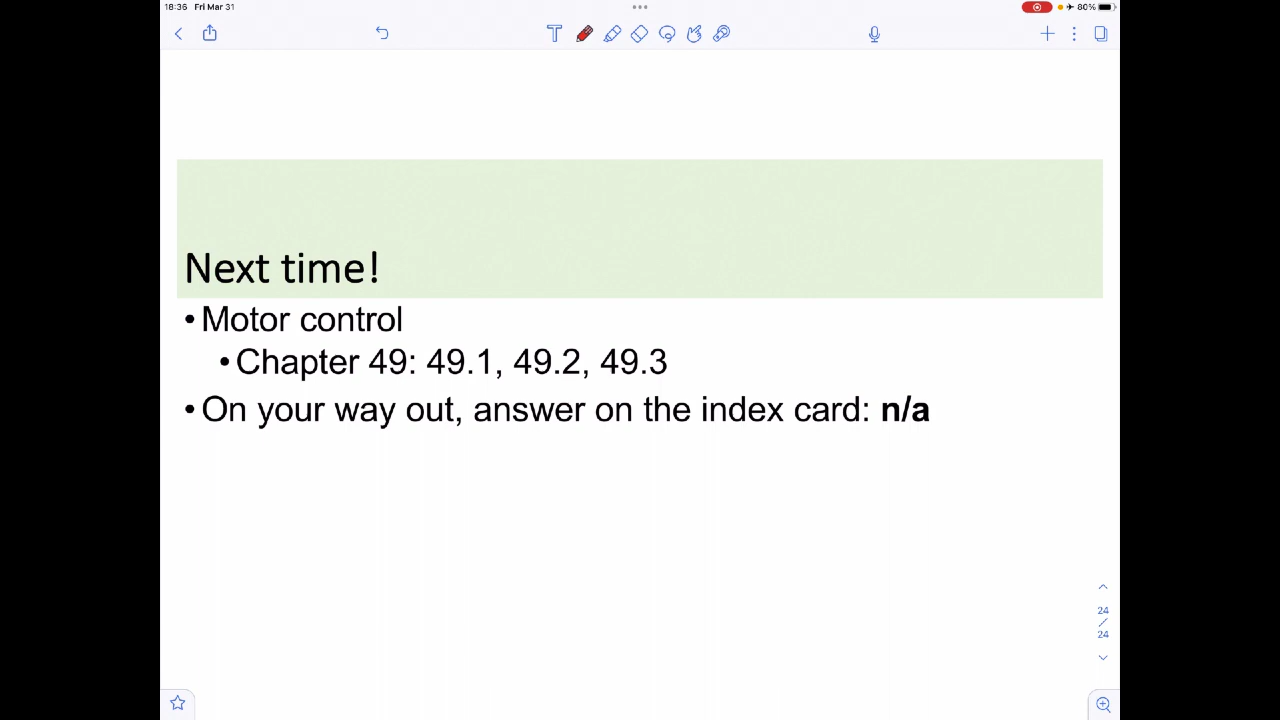 18:36 Fri Mar 31
80%
T
Next time!
• Motor control
• Chapter 49: 49.1, 49.2, 49.3
• On your way out, answer on the index card: n/a
24
/
24